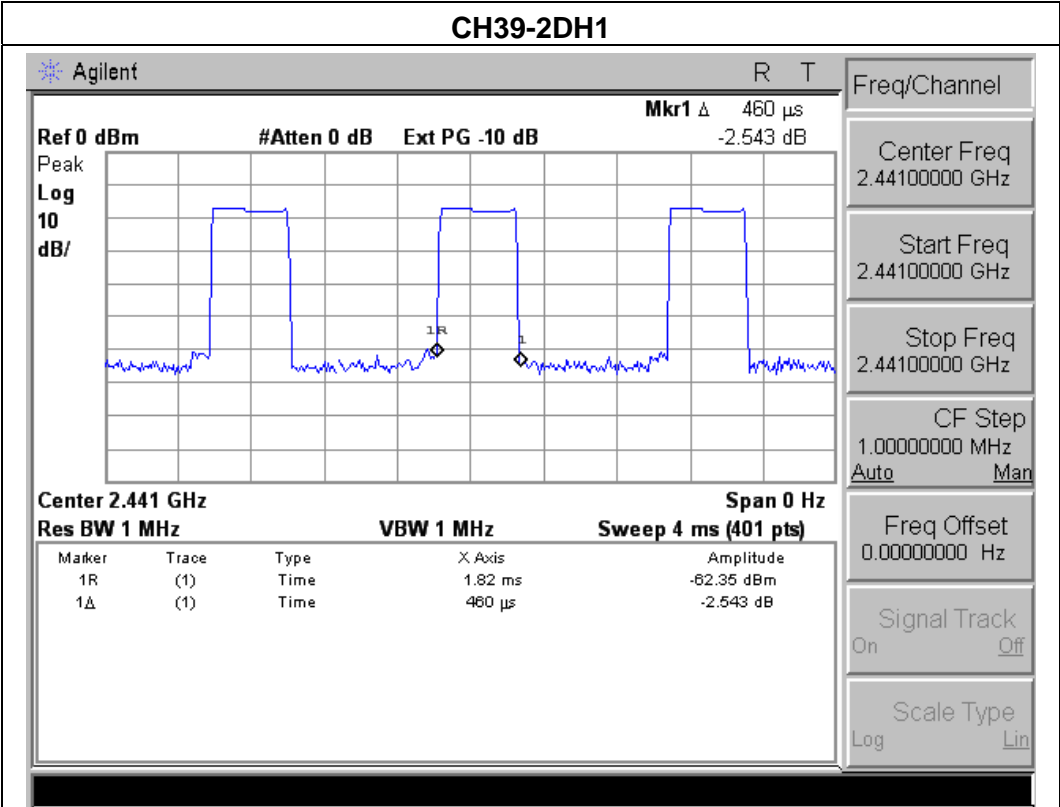 CH39-2DH1
Agilent R T
Mkr1 Δ 460 µs
Ref 0 dBm #Atten 0 dB Ext PG -10 dB -2.543 dB
Peak
Log
10
dB/
1R
1
Center 2.441 GHz Span 0 Hz
Res BW 1 MHz VBW 1 MHz Sweep 4 ms (401 pts)
Marker Trace Type X Axis Amplitude
1R (1) Time 1.82 ms -62.35 dBm
1Δ (1) Time 460 µs -2.543 dB
Freq/Channel
Center Freq
2.44100000 GHz
Start Freq
2.44100000 GHz
Stop Freq
2.44100000 GHz
CF Step
1.00000000 MHz
Auto Man
Freq Offset
0.00000000 Hz
Signal Track
On Off
Scale Type
Log Lin